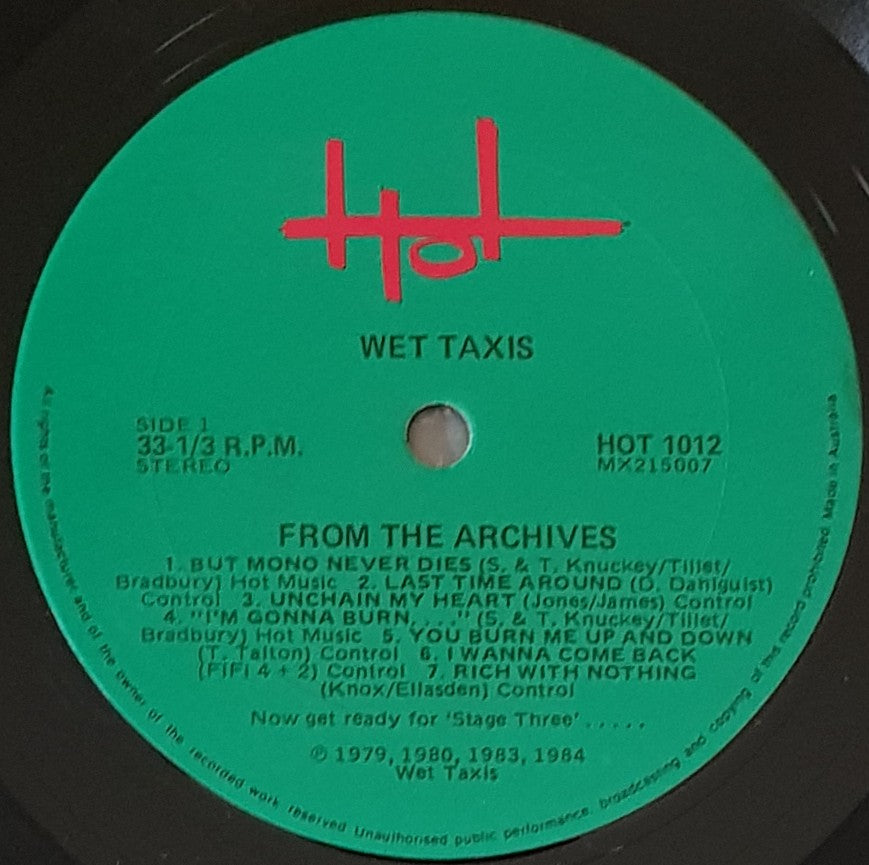 Hot
WET TAXIS
SIDE 1
33-1/3 R.P.M.
STEREO
HOT 1012
MX215007
FROM THE ARCHIVES
1. BUT MONO NEVER DIES (S. & T. Knuckey/Tillet/
Bradbury) Hot Music 2. LAST TIME AROUND (D. Dahlquist)
Control 3. UNCHAIN MY HEART (Jones/James) Control
4. "I'M GONNA BURN, . . . ." (S. & T. Knuckey/Tillet/
Bradbury) Hot Music 5. YOU BURN ME UP AND DOWN
(T. Talton) Control 6. I WANNA COME BACK
(FIFI 4 + 2) Control 7. RICH WITH NOTHING
(Knox/Ellasden) Control
Now get ready for 'Stage Three' . . . . .
℗ 1979, 1980, 1983, 1984
Wet Taxis
All rights of the manufacturer and of the owner of the recorded work reserved. Unauthorised public performance, broadcasting and copying of this record prohibited. Made in Australia